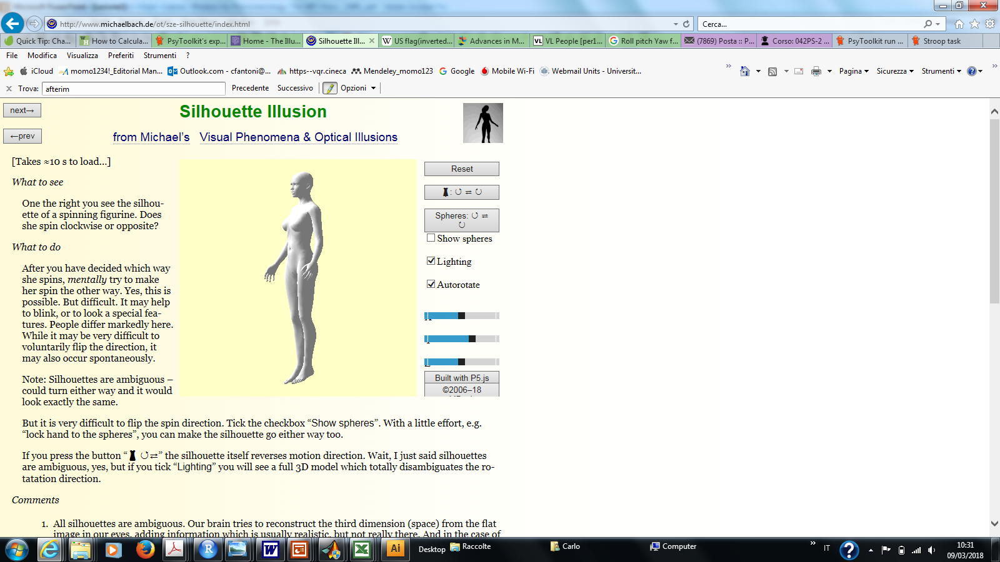 http://www.michaelbach.de/ot/sze-silhouette/index.html
Cerca...
Quick Tip: Cha...
How to Calcula...
PsyToolkit's exp...
Home - The Illu...
Silhouette Ill...
US flag(inverted...
Advances in M...
VL People [per1...
Roll pitch Yaw f...
(7869) Posta :: P...
Corso: 042PS-2 ...
PsyToolkit run ...
Stroop task
File Modifica Visualizza Preferiti Strumenti ?
iCloud
momo1234!_Editorial Man...
Outlook.com - cfantoni@...
https--vqr.cineca
Mendeley_momo123
Google
Mobile Wi-Fi
Webmail Units - Universit...
Pagina
Sicurezza
Strumenti
Trova: afterim
Precedente Successivo
Opzioni
next→
Silhouette Illusion
←prev
from Michael's Visual Phenomena & Optical Illusions
[Takes ≈10 s to load...]
What to see
One the right you see the silhou-
ette of a spinning figurine. Does
she spin clockwise or opposite?
What to do
After you have decided which way
she spins, mentally try to make
her spin the other way. Yes, this is
possible. But difficult. It may help
to blink, or to look a special fea-
tures. People differ markedly here.
While it may be very difficult to
voluntarily flip the direction, it
may also occur spontaneously.
Note: Silhouettes are ambiguous –
could turn either way and it would
look exactly the same.
Reset
: ↺ ⇄ ↻
Spheres: ↺ ⇄
↻
Show spheres
Lighting
Autorotate
Built with P5.js
©2006–18
But it is very difficult to flip the spin direction. Tick the checkbox “Show spheres”. With a little effort, e.g.
“lock hand to the spheres”, you can make the silhouette go either way too.
If you press the button “ ↺⇄” the silhouette itself reverses motion direction. Wait, I just said silhouettes
are ambiguous, yes, but if you tick “Lighting” you will see a full 3D model which totally disambiguates the ro-
tatation direction.
Comments
1. All silhouettes are ambiguous. Our brain tries to reconstruct the third dimension (space) from the flat
image in our eyes, adding information which is usually realistic, but not really there. And in the case of
Desktop
Raccolte
Carlo
Computer
IT
10:31
09/03/2018